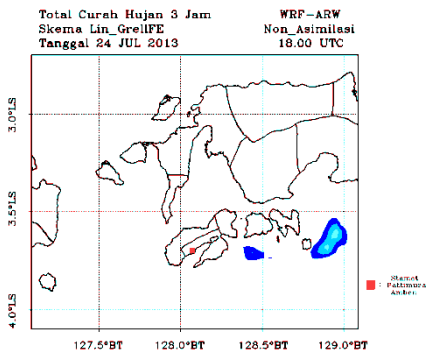 Total Curah Hujan 3 Jam
Skema Lin_GrellFE
Tanggal 24 JUL 2013
WRF-ARW
Non_Asimilasi
18.00 UTC
3.0°LS
3.5°LS
4.0°LS
127.5°BT
128.0°BT
128.5°BT
129.0°BT
: Stamet
Pattimura
Ambon